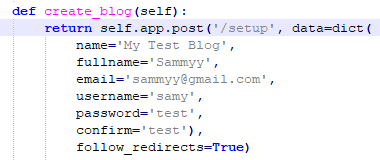 def create_blog(self):
    return self.app.post('/setup', data=dict(
        name='My Test Blog',
        fullname='Sammyy',
        email='sammyy@gmail.com',
        username='samy',
        password='test',
        confirm='test'),
        follow_redirects=True)